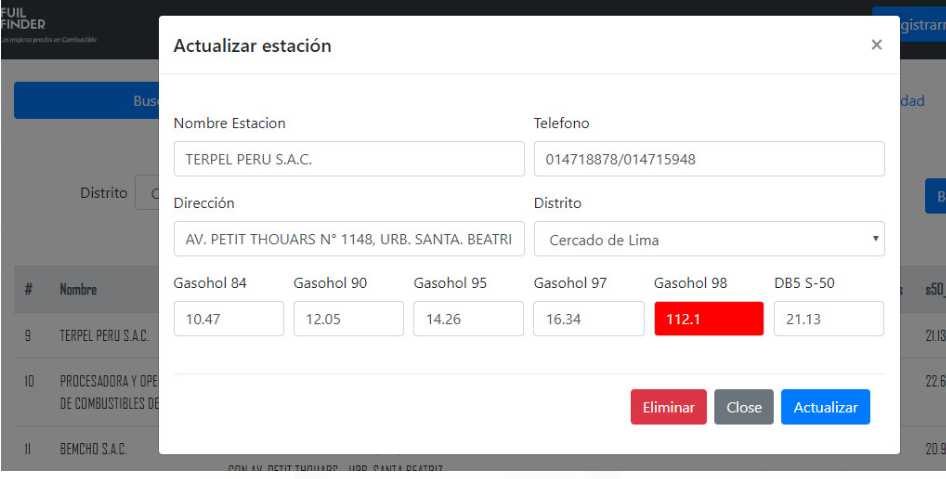 FUIL
FINDER
Los mejores precios en Combustible
Actualizar estación
×
Nombre Estacion
Telefono
TERPEL PERU S.A.C.
014718878/014715948
Distrito
Dirección
Distrito
AV. PETIT THOUARS N° 1148, URB. SANTA. BEATRI
Cercado de Lima
Gasohol 84
Gasohol 90
Gasohol 95
Gasohol 97
Gasohol 98
DB5 S-50
10.47
12.05
14.26
16.34
112.1
21.13
# Nombre s50_
9 TERPEL PERU S.A.C. 21.13
10 PROCESADORA Y OPE 22.6
DE COMBUSTIBLES DE
Eliminar
Close
Actualizar
11 BEMCHO S.A.C. 20.9
CON AV. PETIT THOUARS - URB. SANTA BEATRIZ